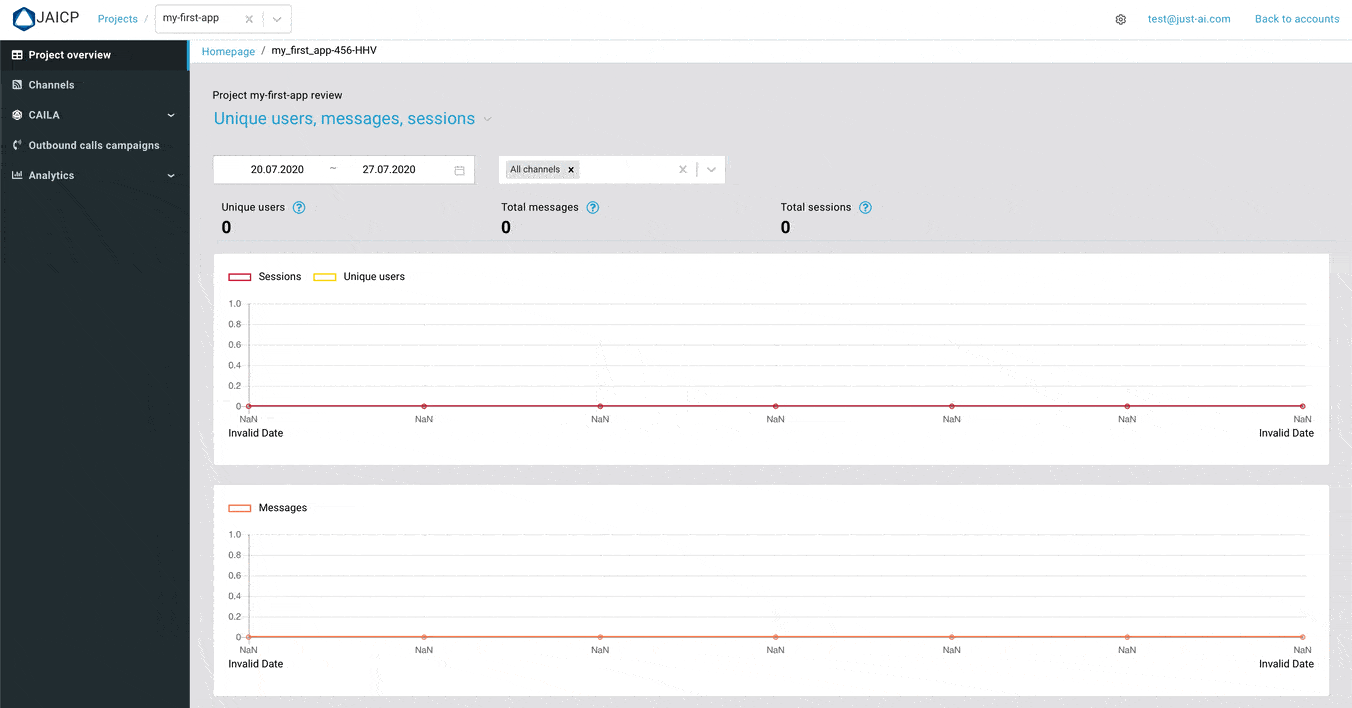 JAICP Projects / my-first-app test@just-ai.com Back to accounts
Project overview
Channels
CAILA
Outbound calls campaigns
Analytics
Homepage / my_first_app-456-HHV
Project my-first-app review
Unique users, messages, sessions
20.07.2020 ~ 27.07.2020 All channels x
Unique users ? Total messages ? Total sessions ?
0 0 0
Sessions Unique users
1.0
0.8
0.6
0.4
0.2
0
NaN NaN NaN NaN NaN NaN NaN
Invalid Date Invalid Date
Messages
1.0
0.8
0.6
0.4
0.2
0
NaN NaN NaN NaN NaN NaN NaN
Invalid Date Invalid Date